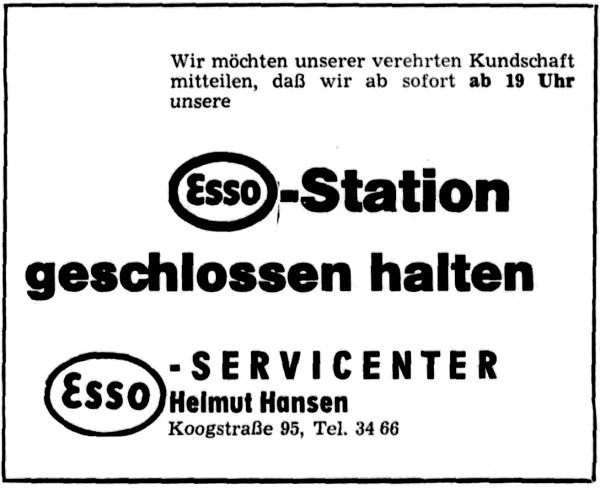 Wir möchten unserer verehrten Kundschaft
mitteilen, daß wir ab sofort ab 19 Uhr
unsere
Esso-Station
geschlossen halten
Esso-SERVICENTER
Helmut Hansen
Koogstraße 95, Tel. 34 66